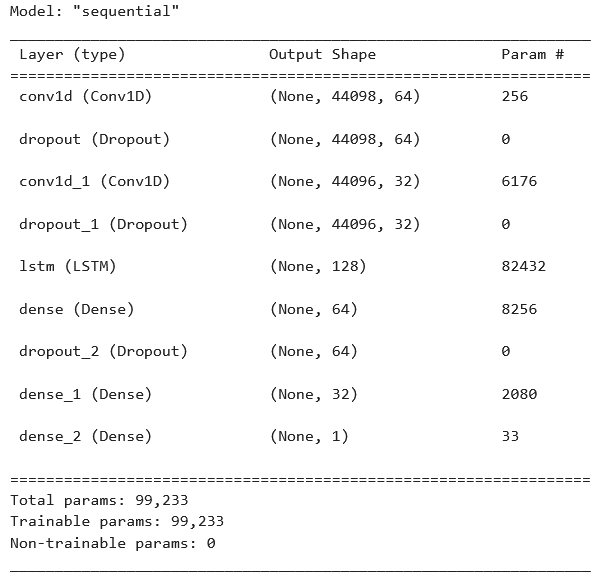 Model: "sequential"
Layer (type) Output Shape Param #
conv1d (Conv1D) (None, 44098, 64) 256
dropout (Dropout) (None, 44098, 64) 0
conv1d_1 (Conv1D) (None, 44096, 32) 6176
dropout_1 (Dropout) (None, 44096, 32) 0
lstm (LSTM) (None, 128) 82432
dense (Dense) (None, 64) 8256
dropout_2 (Dropout) (None, 64) 0
dense_1 (Dense) (None, 32) 2080
dense_2 (Dense) (None, 1) 33
Total params: 99,233
Trainable params: 99,233
Non-trainable params: 0